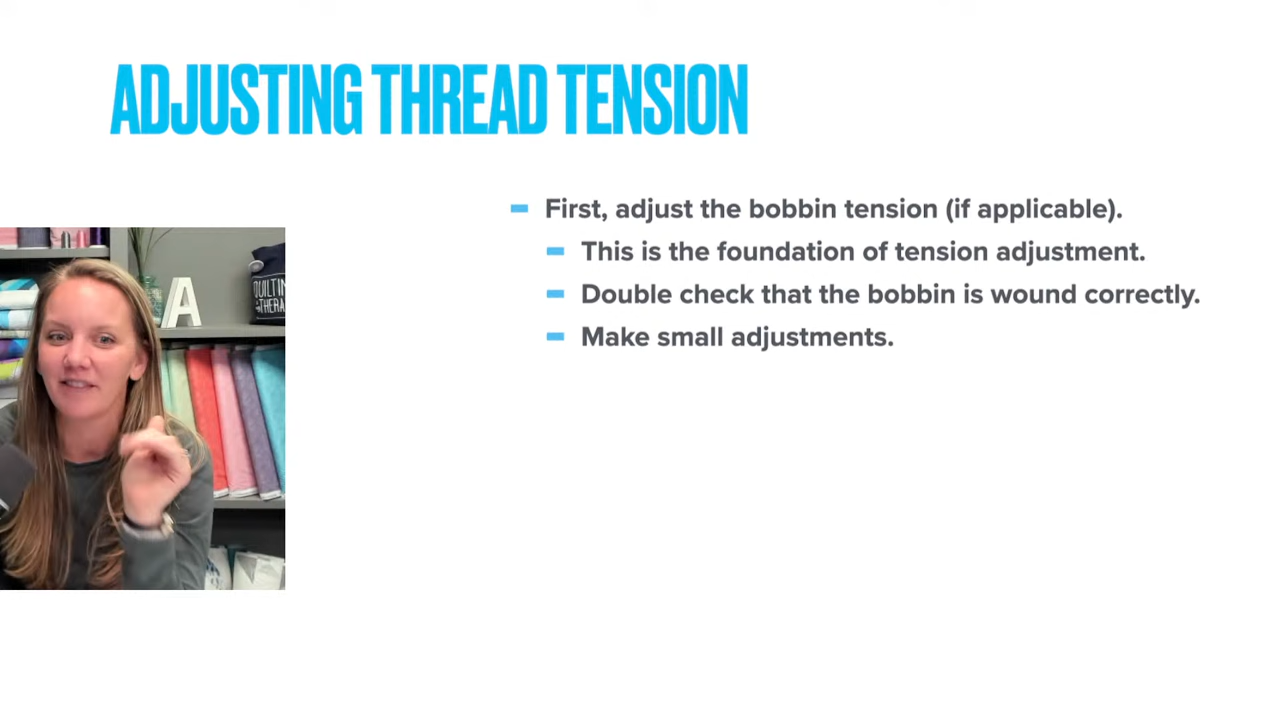 ADJUSTING THREAD TENSION
First, adjust the bobbin tension (if applicable).
This is the foundation of tension adjustment.
Double check that the bobbin is wound correctly.
Make small adjustments.
A